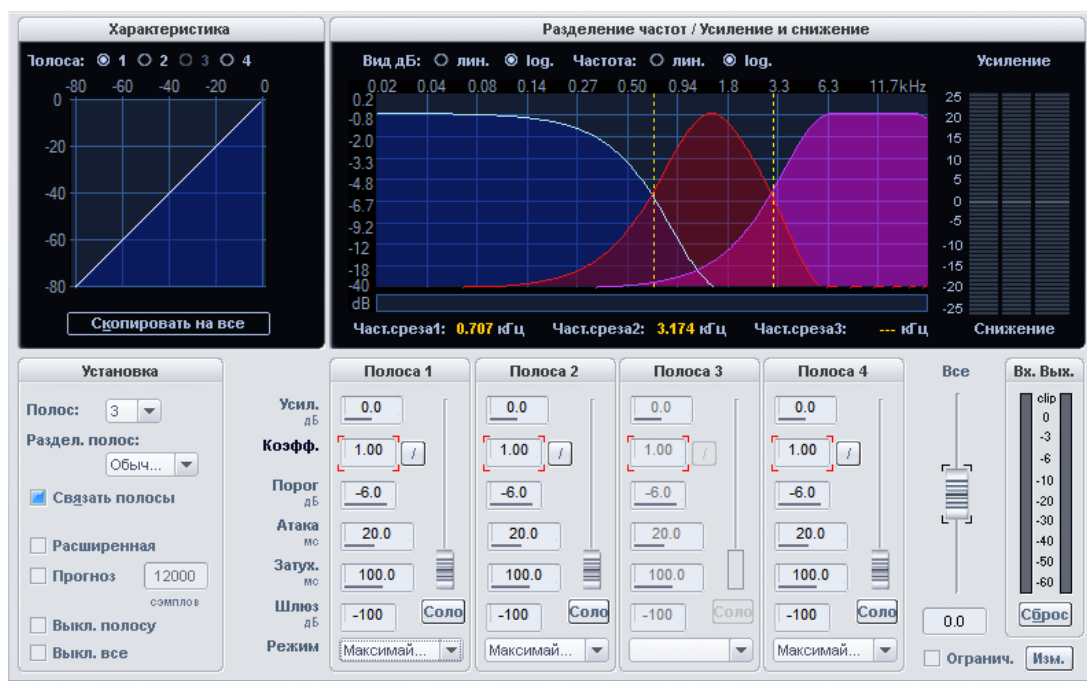 Характеристика
Полоса: 1 2 3 4
-80 -60 -40 -20 0
0
-20
-40
-60
-80
Скопировать на все
Разделение частот / Усиление и снижение
Вид дБ: лин. log. Частота: лин. log. Усиление
0.02 0.04 0.08 0.14 0.27 0.50 0.94 1.8 3.3 6.3 11.7kHz
0.2
-0.8
-2.0
-3.3
-4.8
-6.7
-9.2
-12
-18
-40
dB
25
20
15
10
5
0
-5
-10
-15
-20
-25
Част.среза1: 0.707 кГц Част.среза2: 3.174 кГц Част.среза3: --- кГц Снижение
Установка
Полос: 3
Раздел. полос:
Обыч...
Связать полосы
Расширенная
Прогноз 12000
сэмплов
Выкл. полосу
Выкл. все
Полоса 1 Полоса 2 Полоса 3 Полоса 4
Усил. дБ 0.0 0.0 0.0 0.0
Коэфф. 1.00 / 1.00 / 1.00 / 1.00 /
Порог дБ -6.0 -6.0 -6.0 -6.0
Атака мс 20.0 20.0 20.0 20.0
Затух. мс 100.0 100.0 100.0 100.0
Шлюз дБ -100 Соло -100 Соло -100 Соло -100 Соло
Режим Максимай... Максимай... Максимай...
Все
0.0
Огранич. Изм.
Вх. Вых.
clip
0
-3
-6
-10
-20
-30
-40
-50
-60
Сброс